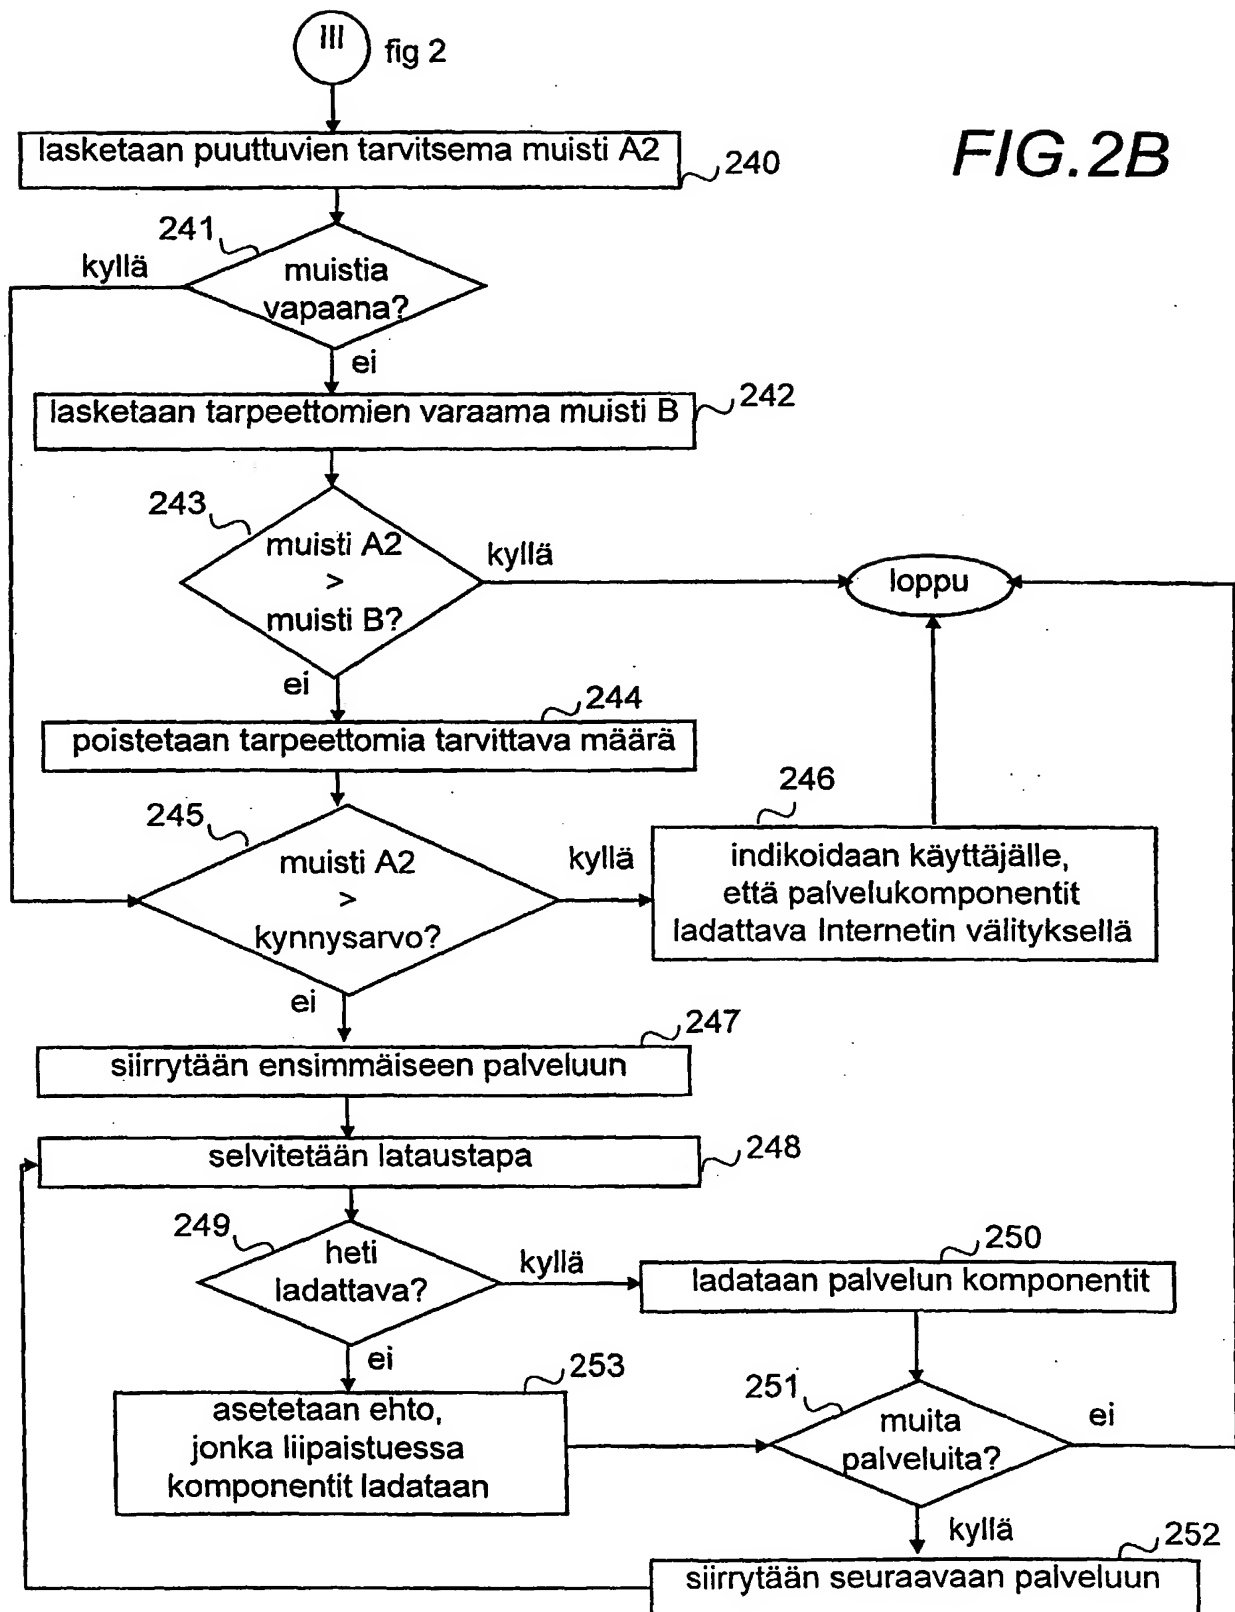 III
fig 2
FIG.2B
lasketaan puuttuvien tarvitsema muisti A2
240
241
kyllä
muistia
vapaana?
ei
lasketaan tarpeettomien varaama muisti B
242
243
muisti A2
>
muisti B?
kyllä
loppu
ei
244
poistetaan tarpeettomia tarvittava määrä
245
muisti A2
>
kynnysarvo?
kyllä
246
indikoidaan käyttäjälle,
että palvelukomponentit
ladattava Internetin välityksellä
ei
247
siirrytään ensimmäiseen palveluun
selvitetään lataustapa
248
249
heti
ladattava?
kyllä
250
ladataan palvelun komponentit
ei
253
asetetaan ehto,
jonka liipaistuessa
komponentit ladataan
251
muita
palveluita?
ei
kyllä
252
siirrytään seuraavaan palveluun